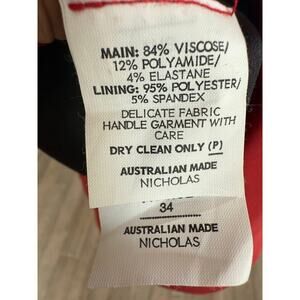 MAIN: 84% VISCOSE/
12% POLYAMIDE/
4% ELASTANE
LINING: 95% POLYESTER/
5% SPANDEX
DELICATE FABRIC
HANDLE GARMENT WITH
CARE
DRY CLEAN ONLY (P)
AUSTRALIAN MADE
NICHOLAS
34
AUSTRALIAN MADE
NICHOLAS